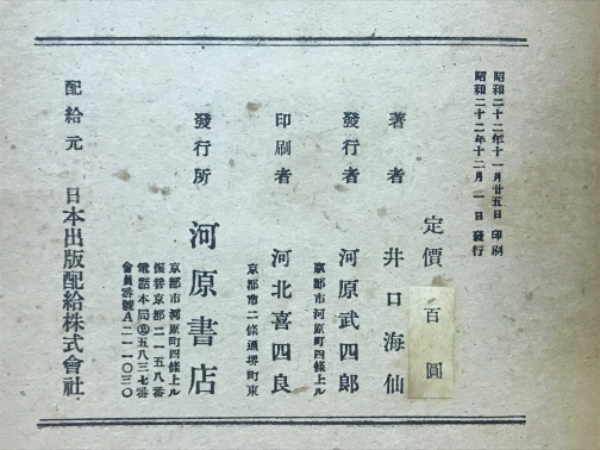 昭和二十二年十一月廿五日 印刷
昭和二十二年十二月一日 發行
定價 百圓
著者 井口海仙
發行者 河原武四郎
京都市河原町四條上ル
印刷者 河北喜四良
京都市二條通堺町東
發行所 河原書店
京都市河原町四條上ル
振替京都二一五八番
電話本局②五八三七番
會員番號A二一一〇三〇
配給元 日本出版配給株式會社